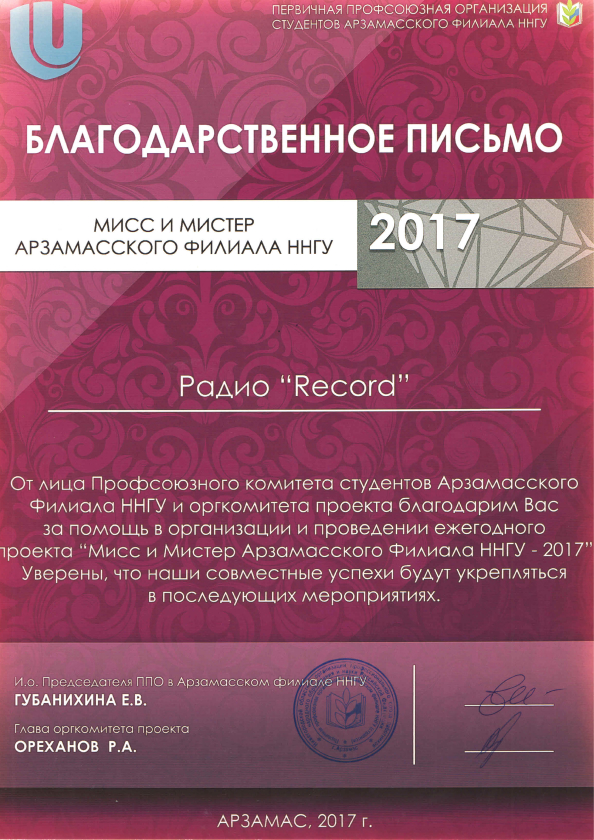 ПЕРВИЧНАЯ ПРОФСОЮЗНАЯ ОРГАНИЗАЦИЯ
СТУДЕНТОВ АРЗАМАССКОГО ФИЛИАЛА ННГУ
БЛАГОДАРСТВЕННОЕ ПИСЬМО
МИСС И МИСТЕР
АРЗАМАССКОГО ФИЛИАЛА ННГУ
2017
Радио “Record”
От лица Профсоюзного комитета студентов Арзамасского
Филиала ННГУ и оргкомитета проекта благодарим Вас
за помощь в организации и проведении ежегодного
проекта “Мисс и Мистер Арзамасского Филиала ННГУ - 2017”
Уверены, что наши совместные успехи будут укрепляться
в последующих мероприятиях.
И.о. Председателя ППО в Арзамасском филиале ННГУ
ГУБАНИХИНА Е.В.
Глава оргкомитета проекта
ОРЕХАНОВ Р.А.
АРЗАМАС, 2017 г.